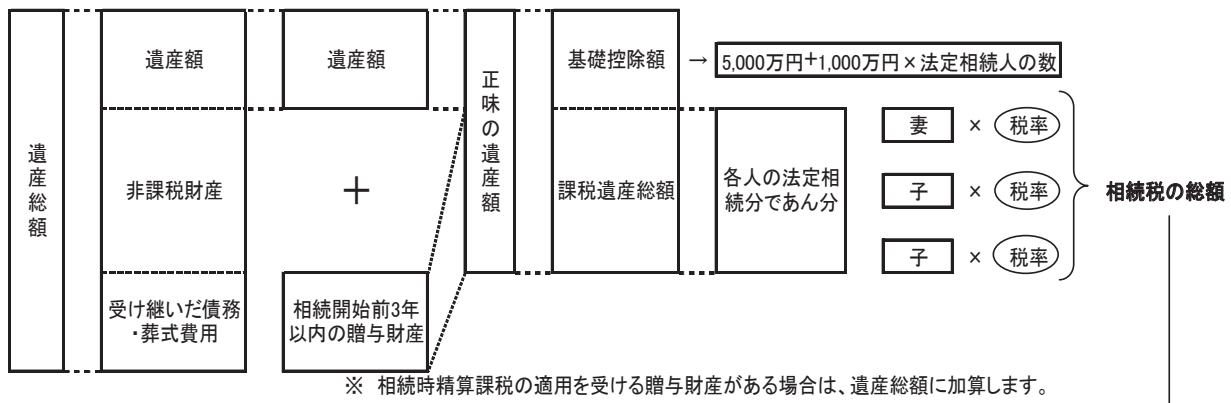 遺産総額
遺産額
非課税財産
受け継いだ債務
・葬式費用
遺産額
+
相続開始前3年
以内の贈与財産
正味の遺産額
基礎控除額
課税遺産総額
→
5,000万円+1,000万円×法定相続人の数
各人の法定相
続分であん分
妻 × 税率
子 × 税率
子 × 税率
相続税の総額
※ 相続時精算課税の適用を受ける贈与財産がある場合は、遺産総額に加算します。